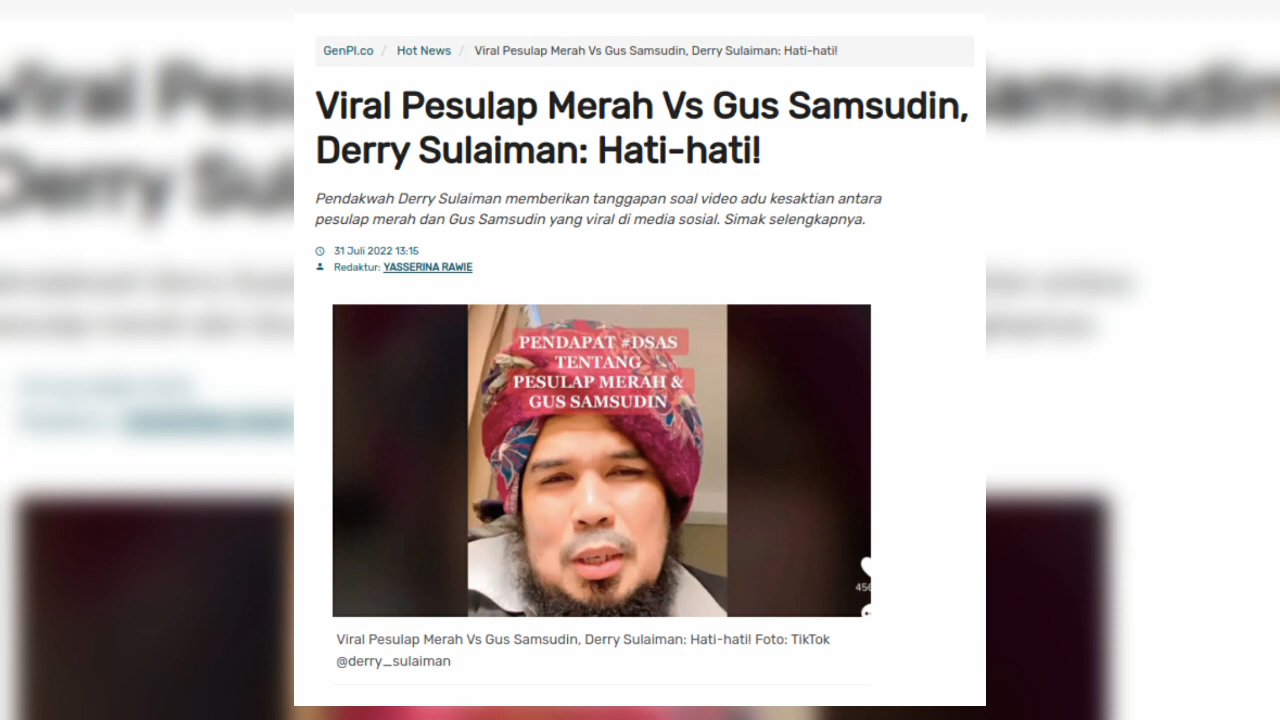 GenPI.co / Hot News / Viral Pesulap Merah Vs Gus Samsudin, Derry Sulaiman: Hati-hati!
Viral Pesulap Merah Vs Gus Samsudin,
Derry Sulaiman: Hati-hati!
Pendakwah Derry Sulaiman memberikan tanggapan soal video adu kesaktian antara
pesulap merah dan Gus Samsudin yang viral di media sosial. Simak selengkapnya.
31 Juli 2022 13:15
Redaktur: YASSERINA RAWIE
PENDAPAT #DSAS
TENTANG
PESULAP MERAH &
GUS SAMSUDIN
Viral Pesulap Merah Vs Gus Samsudin, Derry Sulaiman: Hati-hati! Foto: TikTok
@derry_sulaiman